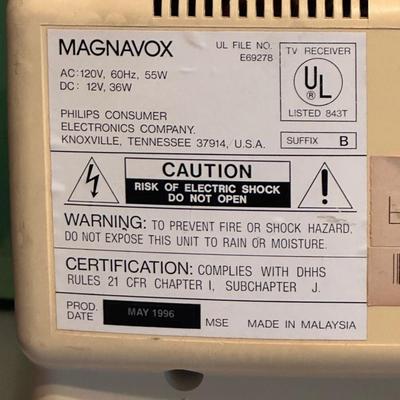 MAGNAVOX
AC: 120V, 60Hz, 55W
DC: 12V, 36W
UL FILE NO.
E69278
TV RECEIVER
UL
®
LISTED 843T
SUFFIX B
PHILIPS CONSUMER
ELECTRONICS COMPANY.
KNOXVILLE, TENNESSEE 37914, U.S.A.
CAUTION
RISK OF ELECTRIC SHOCK
DO NOT OPEN
WARNING: TO PREVENT FIRE OR SHOCK HAZARD,
DO NOT EXPOSE THIS UNIT TO RAIN OR MOISTURE.
CERTIFICATION: COMPLIES WITH DHHS
RULES 21 CFR CHAPTER I, SUBCHAPTER J.
PROD. DATE
MAY 1996
MSE MADE IN MALAYSIA